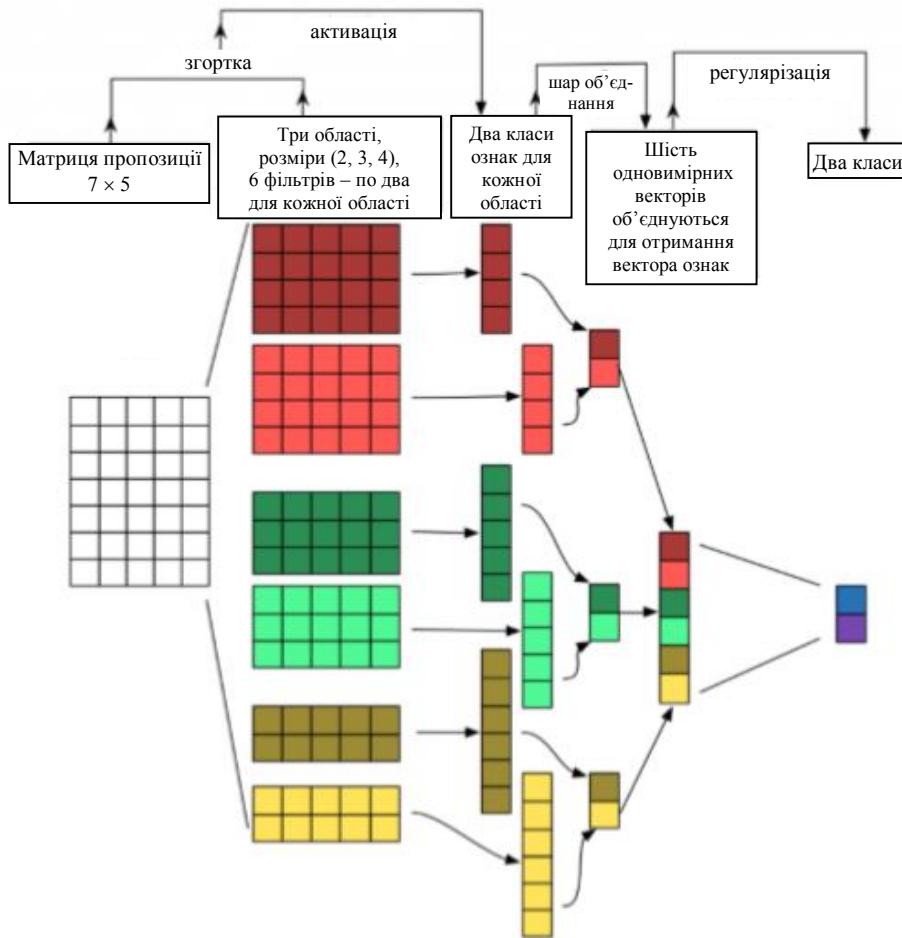 активація
згортка
шар об’єд-
нання
регуляризація
Матриця пропозиції
7 × 5
Три області,
розміри (2, 3, 4),
6 фільтрів – по два
для кожної області
Два класи
ознак для
кожної
області
Шість
одновимірних
векторів
об’єднуються
для отримання
вектора ознак
Два класи